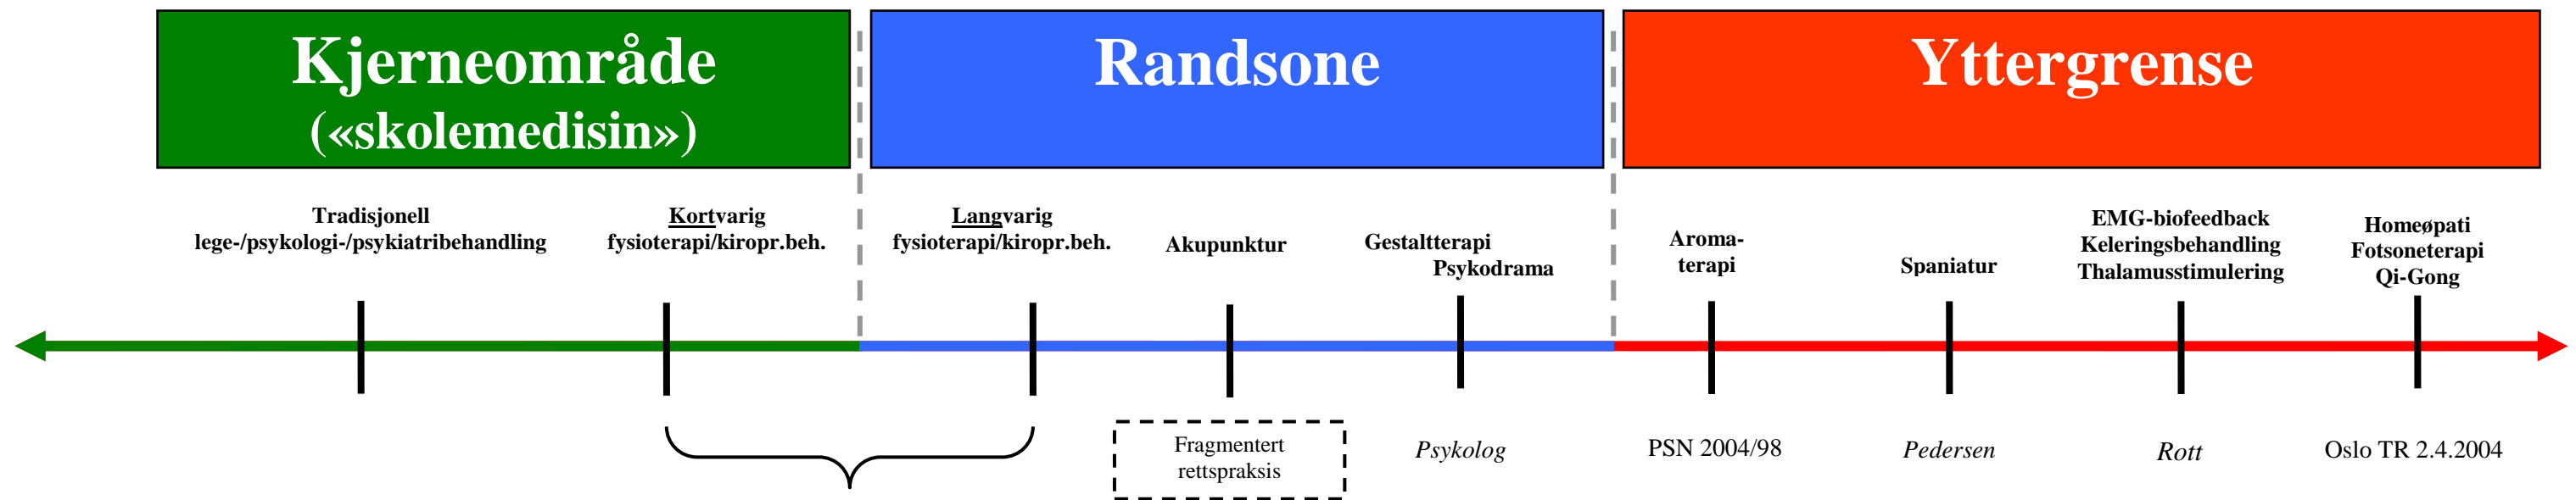 Kjerneområde
(«skolemedisin»)
Randsone
Yttergrense
Tradisjonell
lege-/psykologi-/psykiatribehandling
Kortvarig
fysioterapi/kiropr.beh.
Langvarig
fysioterapi/kiropr.beh.
Akupunktur
Gestaltterapi
Psykodrama
Aroma-
terapi
Spaniatur
EMG-biofeedback
Keleringsbehandling
Thalamusstimulering
Homeøpati
Fotsoneterapi
Qi-Gong
Fragmentert
rettspraksis
Psykolog
PSN 2004/98
Pedersen
Rott
Oslo TR 2.4.2004